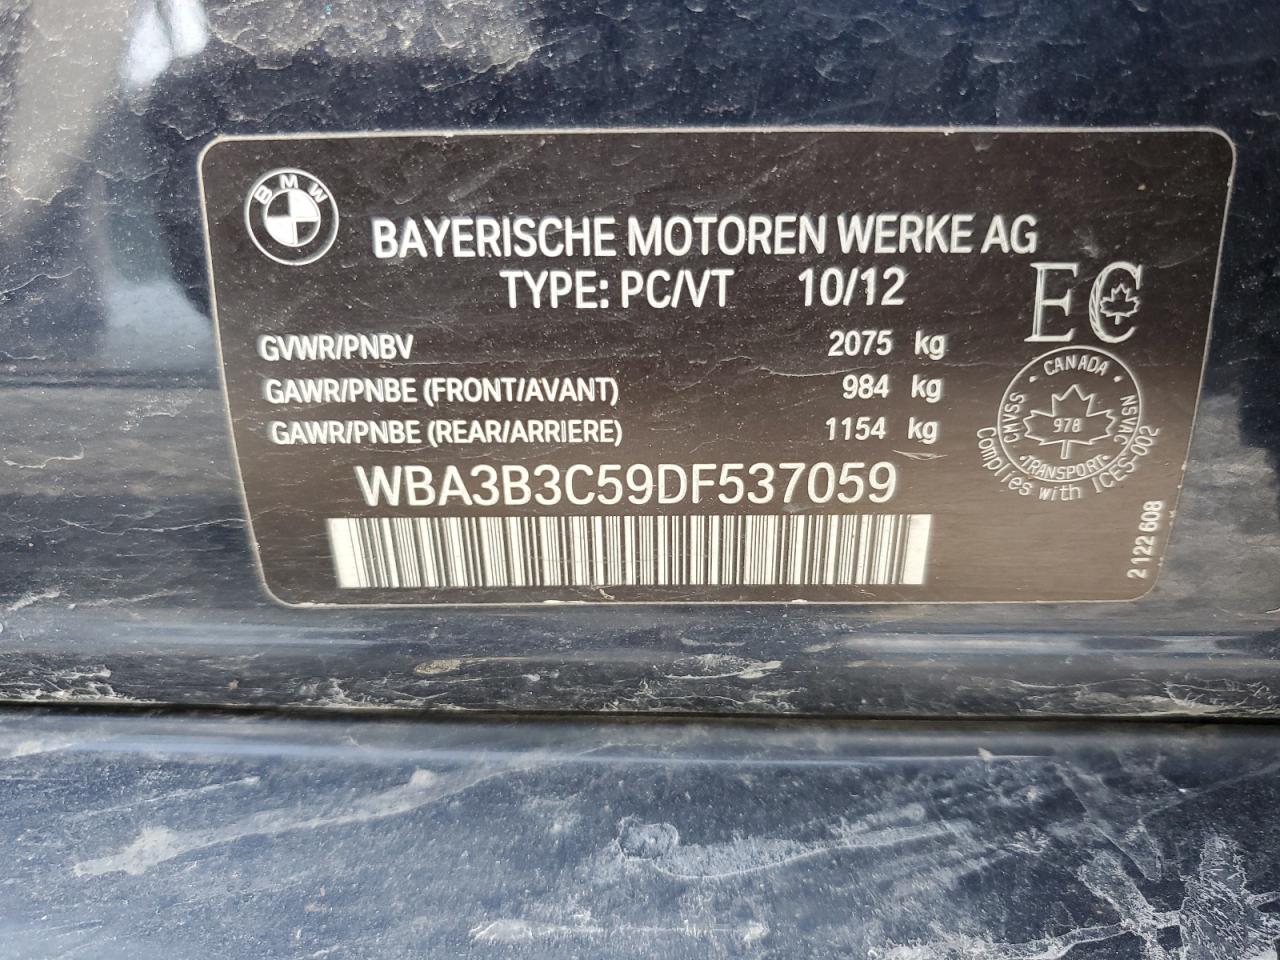 BMW
BAYERISCHE MOTOREN WERKE AG
TYPE: PC/VT 10/12
EC
GVWR/PNBV 2075 kg
GAWR/PNBE (FRONT/AVANT) 984 kg
GAWR/PNBE (REAR/ARRIERE) 1154 kg
CANADA
CMVSS
978
NSVAC
TRANSPORT
Complies with ICES-002
WBA3B3C59DF537059
2 122 608